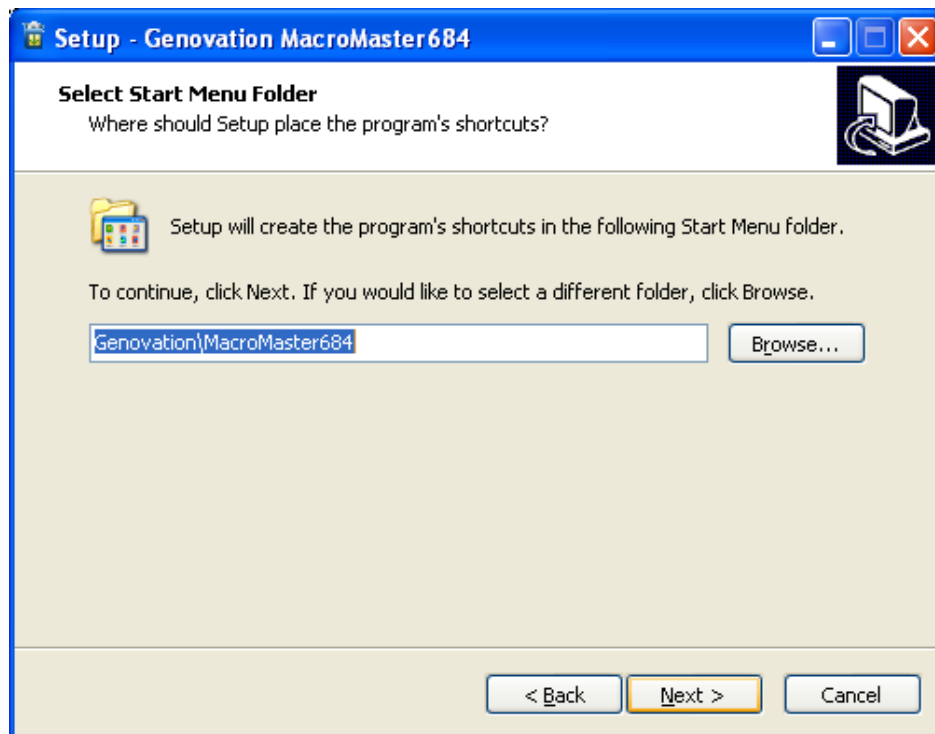 Setup - Genovation MacroMaster684
Select Start Menu Folder
Where should Setup place the program's shortcuts?
Setup will create the program's shortcuts in the following Start Menu folder.
To continue, click Next. If you would like to select a different folder, click Browse.
Genovation\MacroMaster684
Browse...
< Back
Next >
Cancel